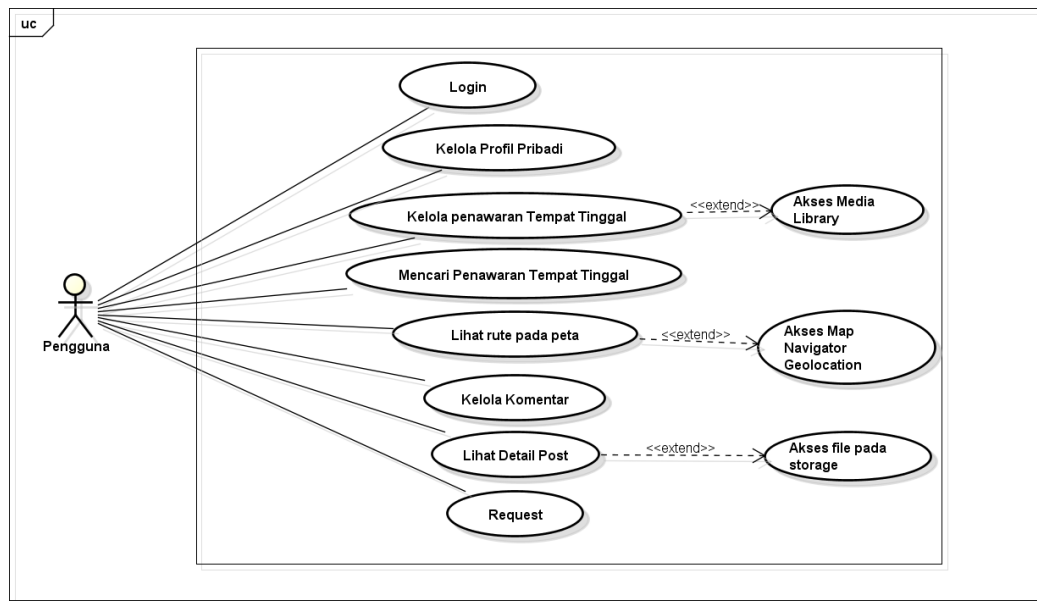 uc
Login
Kelola Profil Pribadi
Kelola penawaran Tempat Tinggal
<<extend>>
Akses Media
Library
Mencari Penawaran Tempat Tinggal
Pengguna
Lihat rute pada peta
<<extend>>
Akses Map
Navigator
Geolocation
Kelola Komentar
Lihat Detail Post
<<extend>>
Akses file pada
storage
Request